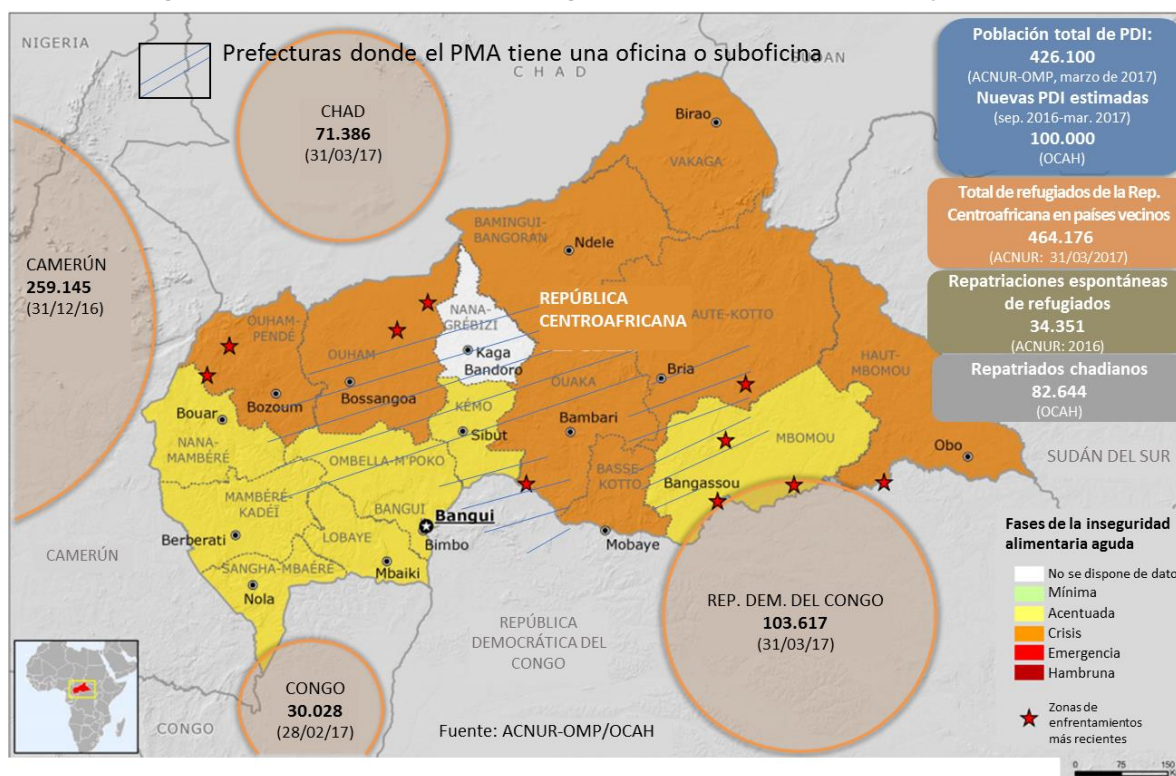 NIGERIA
Prefecturas donde el PMA tiene una oficina o suboficina
CHAD
SUDAN
CHAD
71.386
(31/03/17)
Población total de PDI:
426.100
(ACNUR-OMP, marzo de 2017)
Nuevas PDI estimadas
(sep. 2016-mar. 2017)
100.000
(OCAH)
Total de refugiados de la Rep.
Centroafricana en países vecinos
464.176
(ACNUR: 31/03/2017)
Repatriaciones espontáneas
de refugiados
34.351
(ACNUR: 2016)
Repatriados chadianos
82.644
(OCAH)
CAMERÚN
259.145
(31/12/16)
Birao
VAKAGA
BAMINGUI-
BANGORAN
Ndele
REPÚBLICA
CENTROAFRICANA
NANA-
GRÉBIZI
Kaga
Bandoro
OUHAM-
PENDÉ
OUHAM
Bozoum
Bossangoa
AUTE-KOTTO
HAUT-
MBOMOU
OUAKA
Bria
Bambari
KÉMO
Sibut
Bouar
NANA-
MAMBÉRÉ
OMBELLA-M'POKO
BASSE-
KOTTO
MBOMOU
Bangassou
Obo
SUDÁN DEL SUR
MAMBÉRÉ-
KADÉÏ
BANGUI
Bangui
Bimbo
Berberati
LOBAYE
Mbaiki
SANGHA-MBAÉRÉ
Nola
Mobaye
CAMERÚN
REPÚBLICA
DEMOCRÁTICA DEL
CONGO
REP. DEM. DEL CONGO
103.617
(31/03/17)
CONGO
30.028
(28/02/17)
CONGO
Fuente: ACNUR-OMP/OCAH
Fases de la inseguridad
alimentaria aguda
No se dispone de dato
Mínima
Acentuada
Crisis
Emergencia
Hambruna
Zonas de
enfrentamientos
más recientes
0 75 150